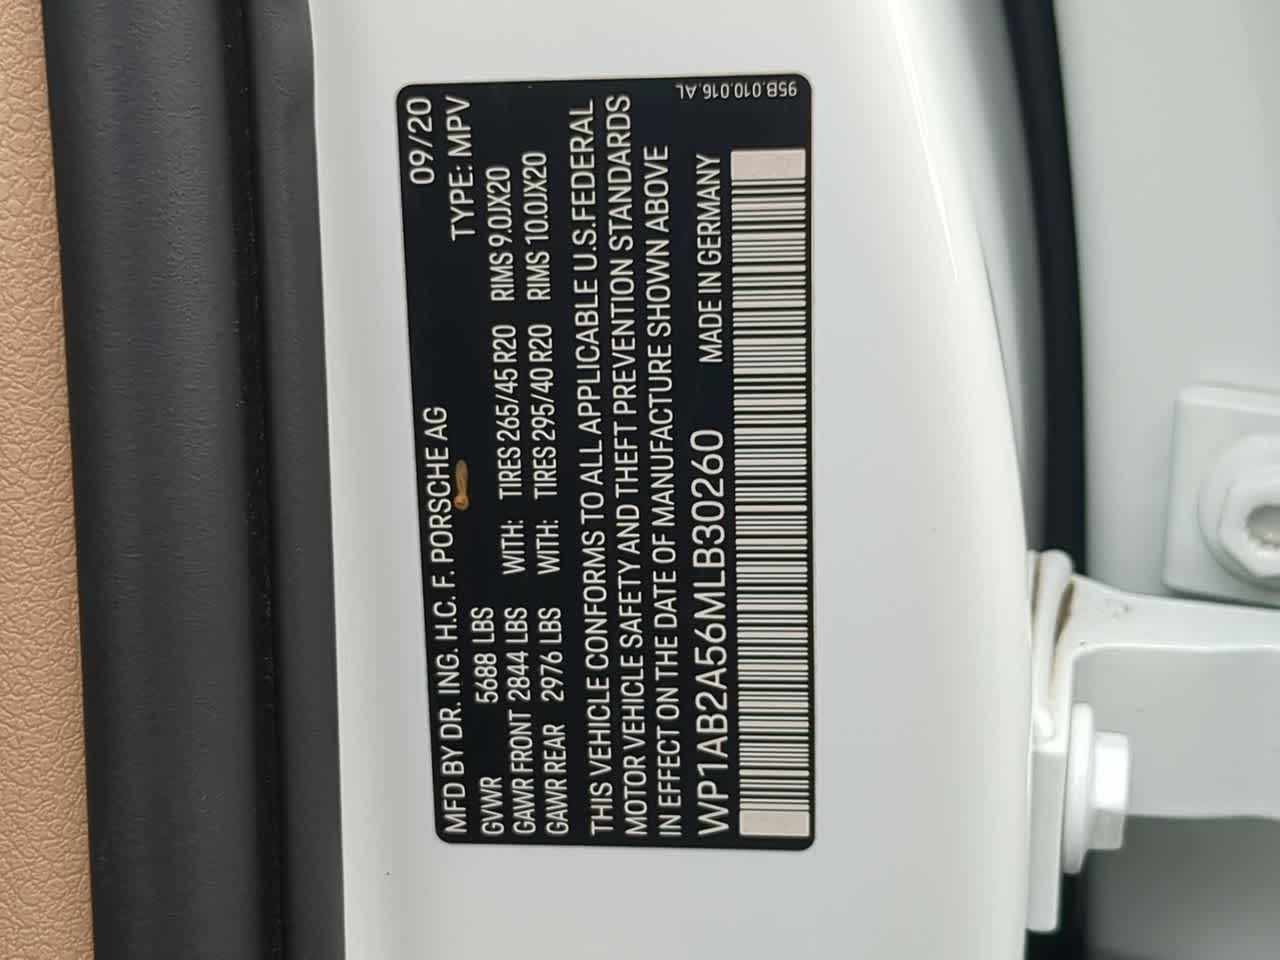 MFD BY DR. ING. H.C. F. PORSCHE AG 09/20
GVWR 5688 LBS TYPE: MPV
GAWR FRONT 2844 LBS WITH: TIRES 265/45 R20 RIMS 9.0JX20
GAWR REAR 2976 LBS WITH: TIRES 295/40 R20 RIMS 10.0JX20
THIS VEHICLE CONFORMS TO ALL APPLICABLE U.S. FEDERAL
MOTOR VEHICLE SAFETY AND THEFT PREVENTION STANDARDS
IN EFFECT ON THE DATE OF MANUFACTURE SHOWN ABOVE
WP1AB2A56MLB30260 MADE IN GERMANY
95B.010.016.AL